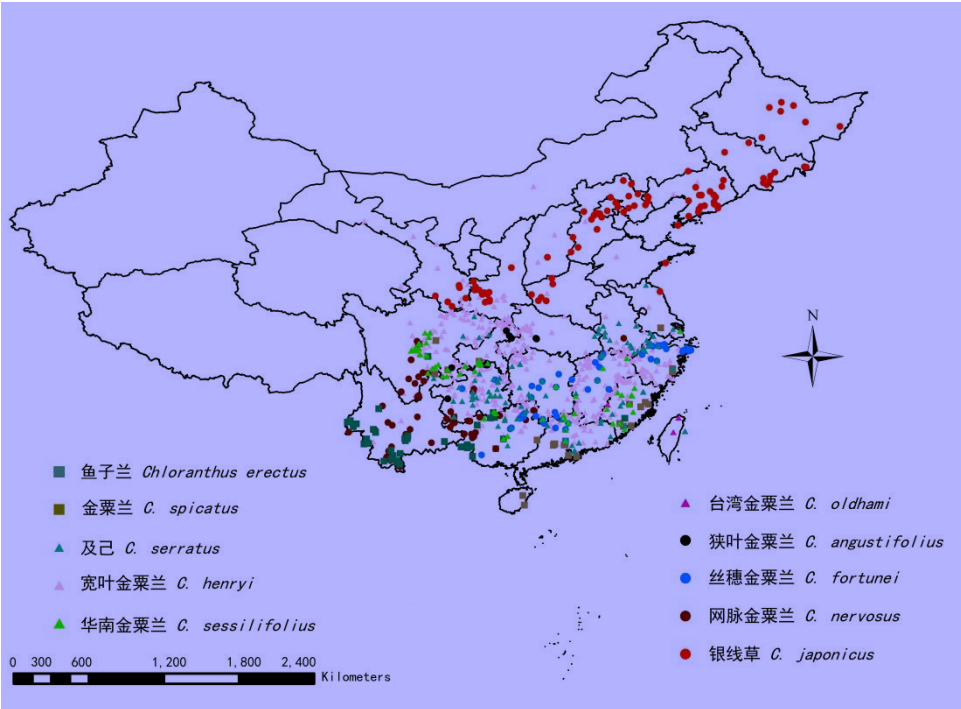 N
鱼子兰 Chloranthus erectus
金粟兰 C. spicatus
及己 C. serratus
宽叶金粟兰 C. henryi
华南金粟兰 C. sessilifolius
台湾金粟兰 C. oldhami
狭叶金粟兰 C. angustifolius
丝穗金粟兰 C. fortunei
网脉金粟兰 C. nervosus
银线草 C. japonicus
0 300 600 1,200 1,800 2,400
Kilometers